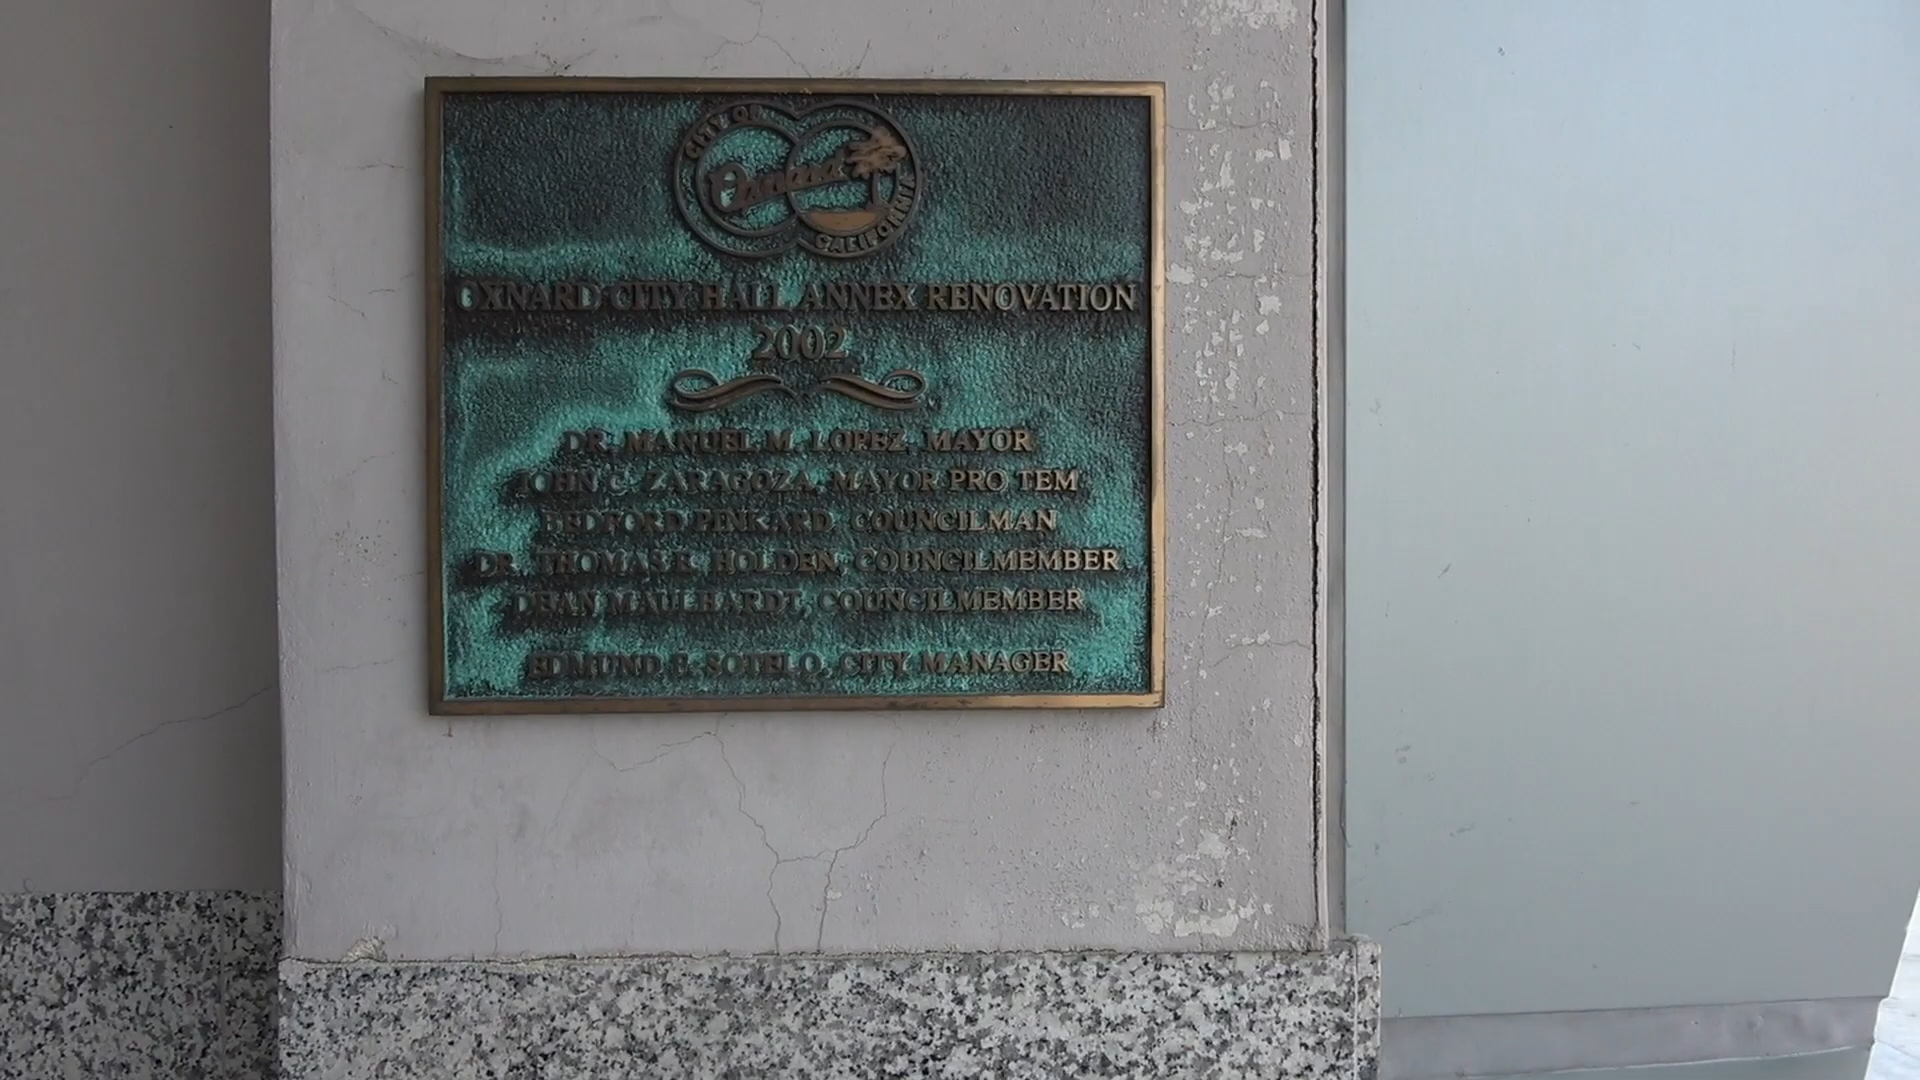 CITY OF
Oxnard
CALIFORNIA
OXNARD CITY HALL ANNEX RENOVATION
2002
DR. MANUEL M. LOPEZ, MAYOR
JOHN C. ZARAGOZA, MAYOR PRO TEM
BEDFORD PINKARD, COUNCILMAN
DR. THOMAS E. HOLDEN, COUNCILMEMBER
DEAN MAULHARDT, COUNCILMEMBER
EDMUND F. SOTELO, CITY MANAGER